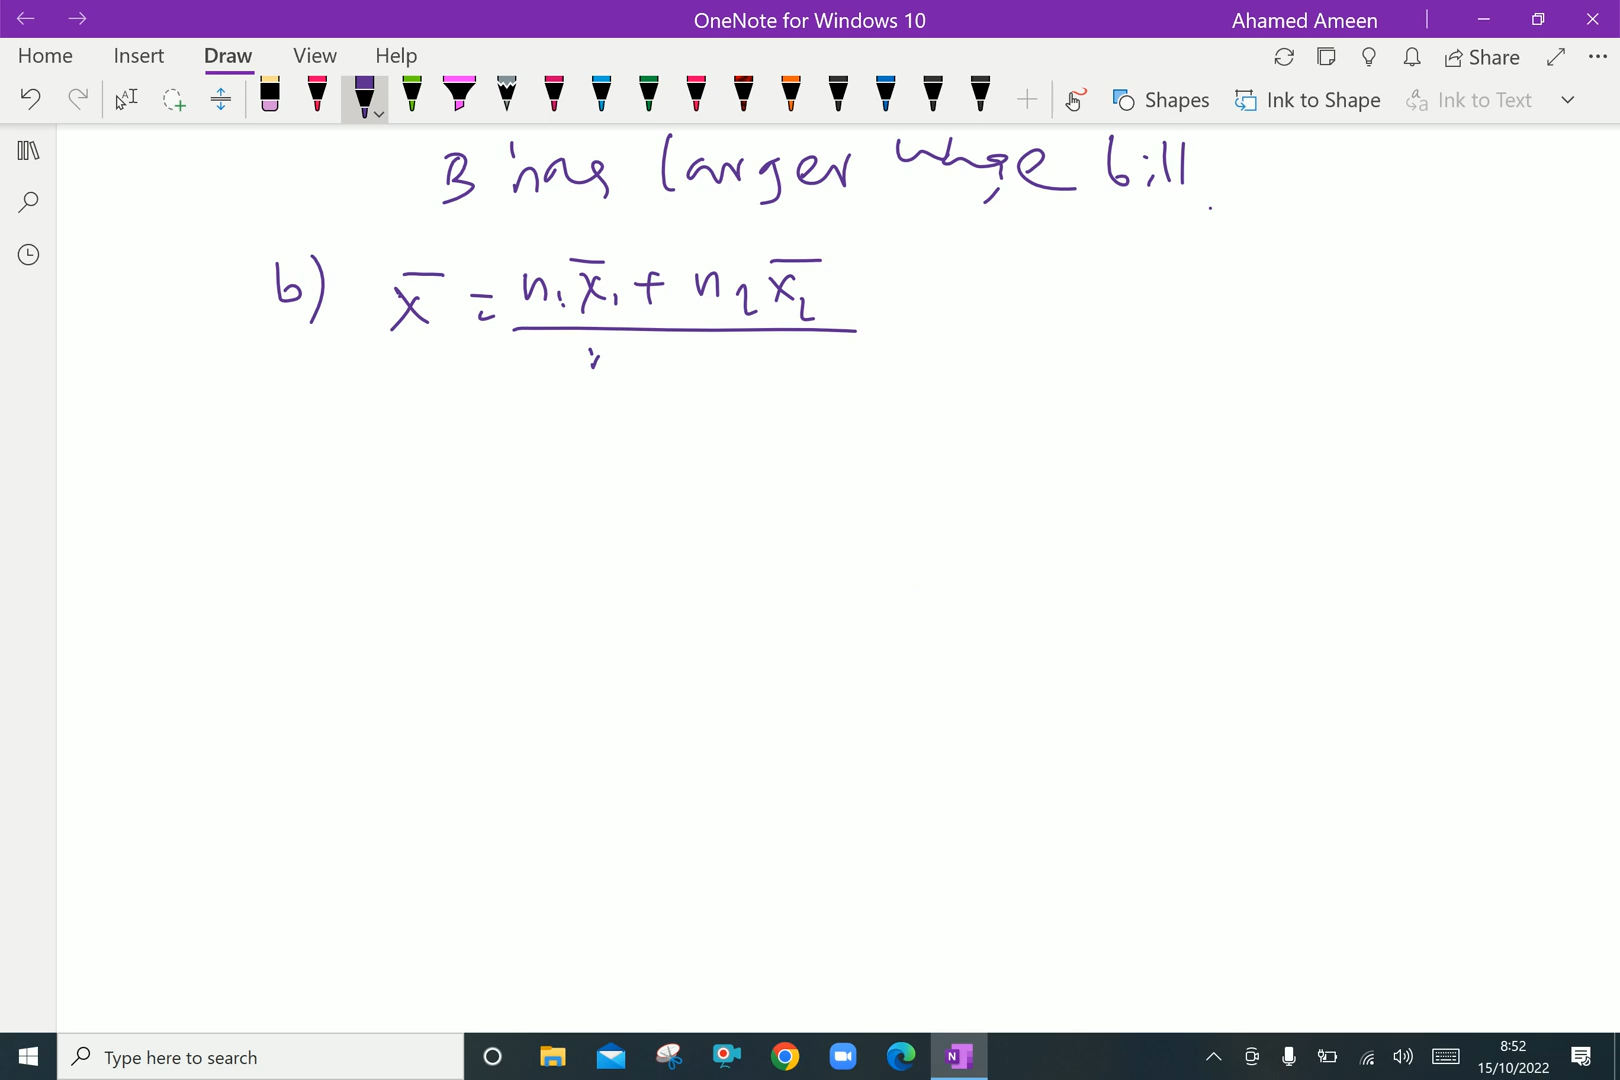 OneNote for Windows 10
Ahamed Ameen
Home Insert Draw View Help
Share
Shapes Ink to Shape Ink to Text
B has larger wage bill.
b) x̄ = n₁x̄₁ + n₂x̄₂
Type here to search
8:52
15/10/2022